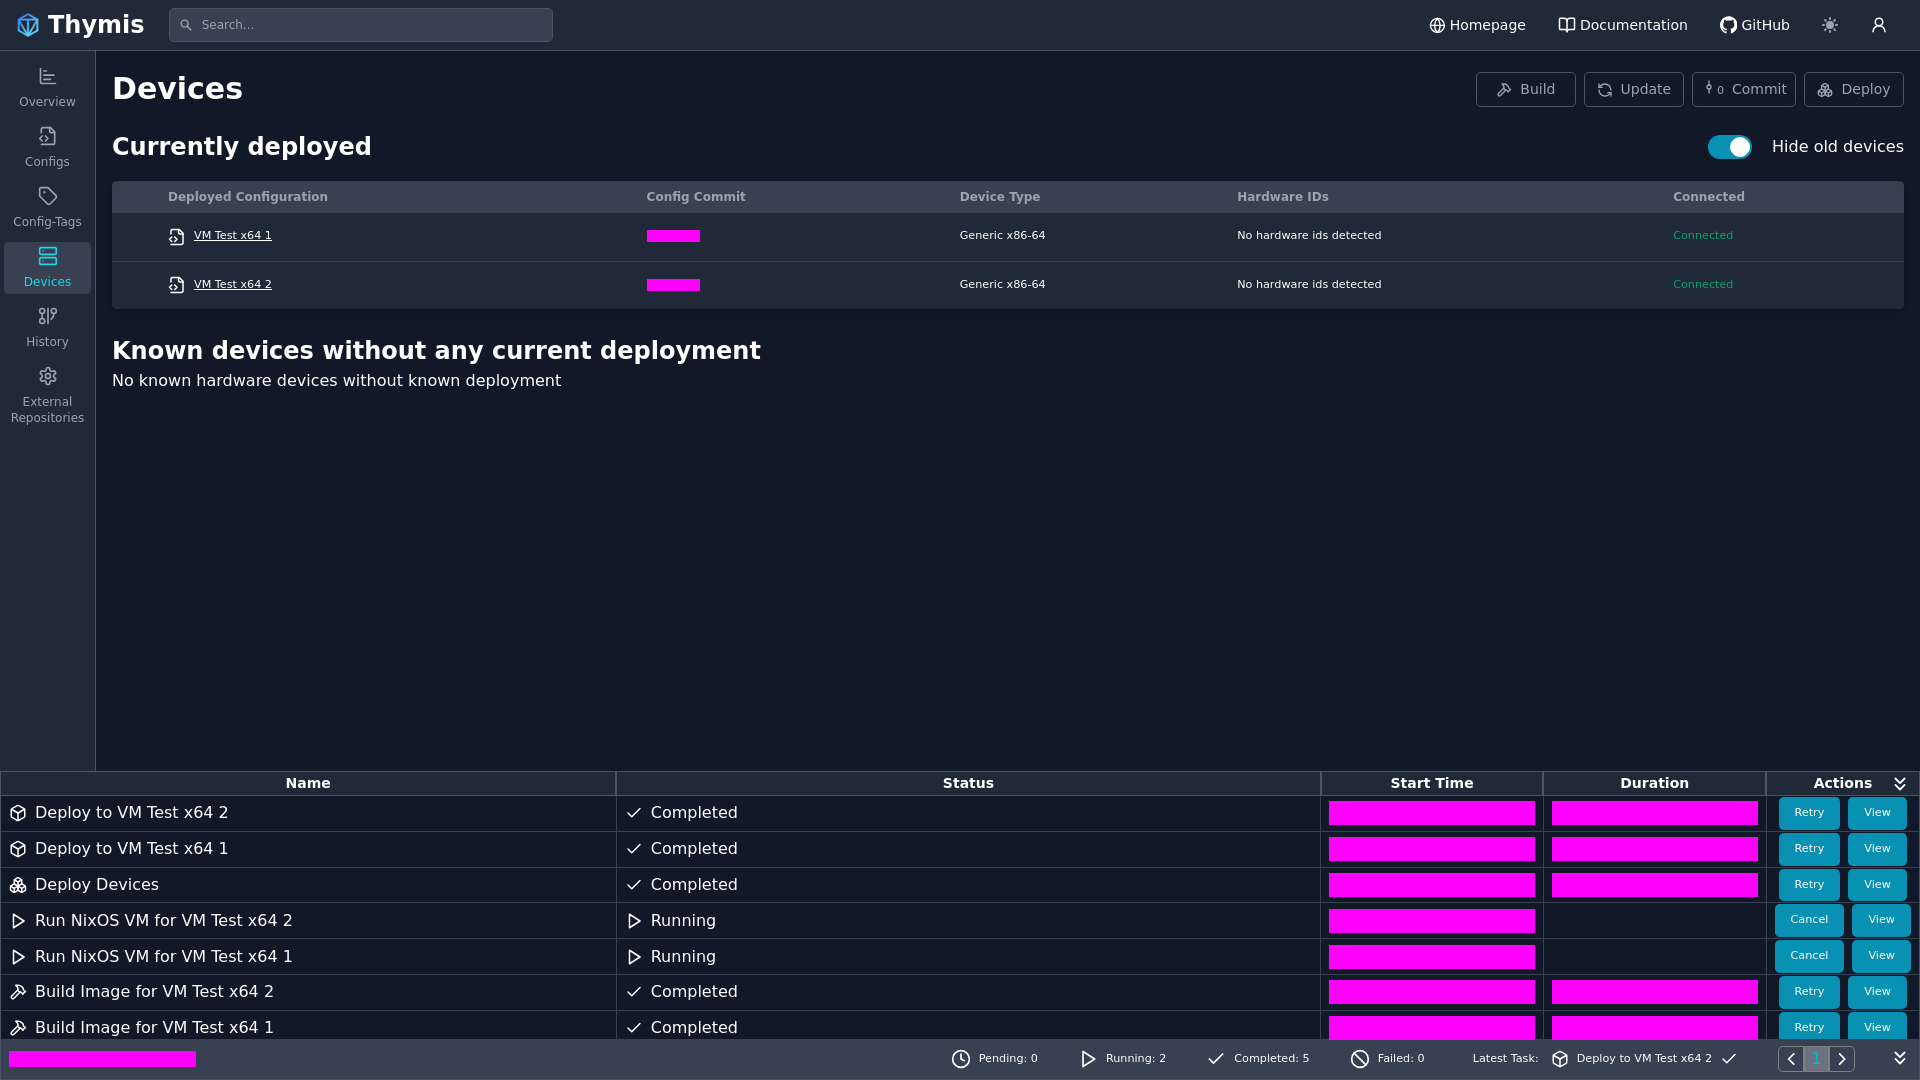 Thymis
Search...
Homepage
Documentation
GitHub
Overview
Configs
Config-Tags
Devices
History
External
Repositories
Devices
Build
Update
0 Commit
Deploy
Currently deployed
Hide old devices
Deployed Configuration Config Commit Device Type Hardware IDs Connected
VM Test x64 1 Generic x86-64 No hardware ids detected Connected
VM Test x64 2 Generic x86-64 No hardware ids detected Connected
Known devices without any current deployment
No known hardware devices without known deployment
Name Status Start Time Duration Actions
Deploy to VM Test x64 2 Completed Retry View
Deploy to VM Test x64 1 Completed Retry View
Deploy Devices Completed Retry View
Run NixOS VM for VM Test x64 2 Running Cancel View
Run NixOS VM for VM Test x64 1 Running Cancel View
Build Image for VM Test x64 2 Completed Retry View
Build Image for VM Test x64 1 Completed Retry View
Pending: 0 Running: 2 Completed: 5 Failed: 0 Latest Task: Deploy to VM Test x64 2 1